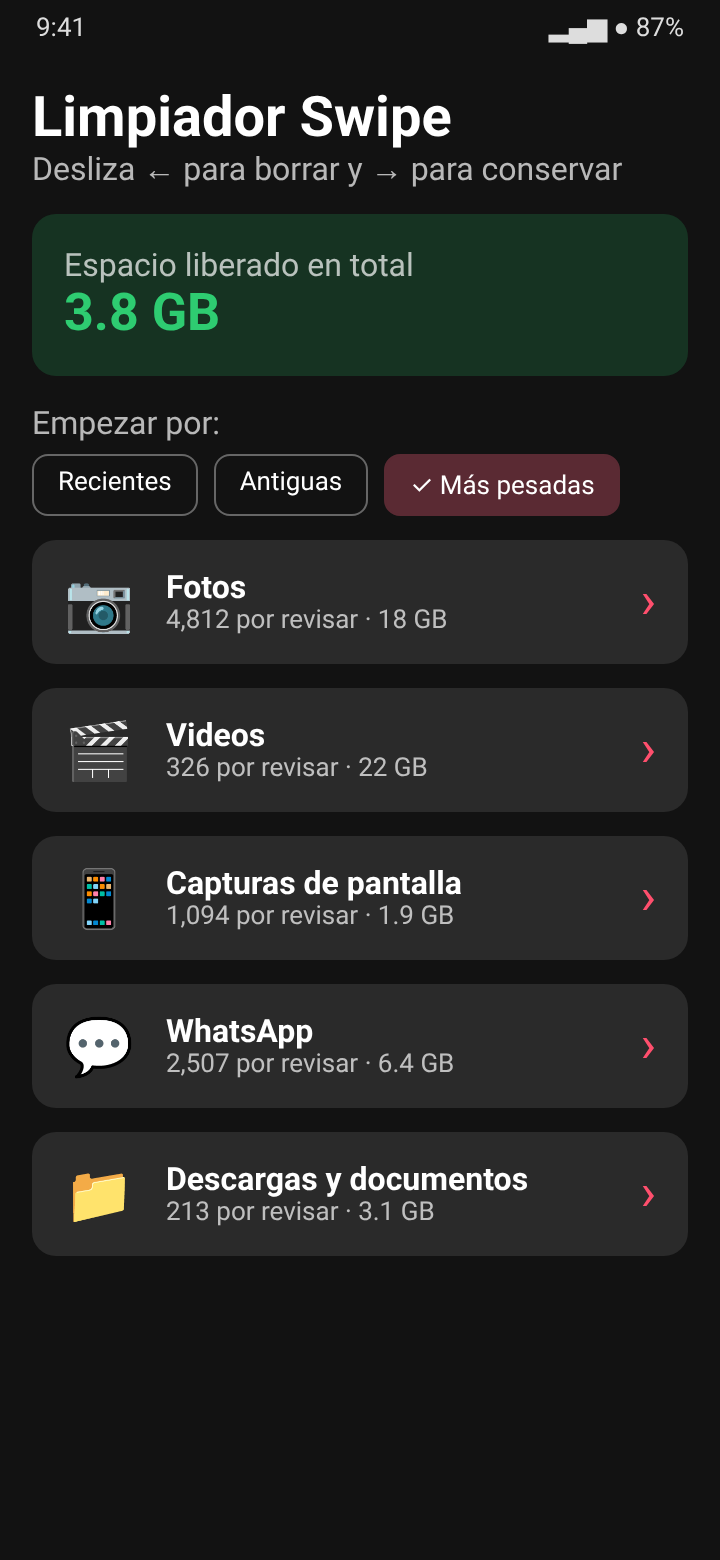 9:41
87%
Limpiador Swipe
Desliza ← para borrar y → para conservar
Espacio liberado en total
3.8 GB
Empezar por:
Recientes
Antiguas
✓ Más pesadas
Fotos
4,812 por revisar · 18 GB
Videos
326 por revisar · 22 GB
Capturas de pantalla
1,094 por revisar · 1.9 GB
WhatsApp
2,507 por revisar · 6.4 GB
Descargas y documentos
213 por revisar · 3.1 GB